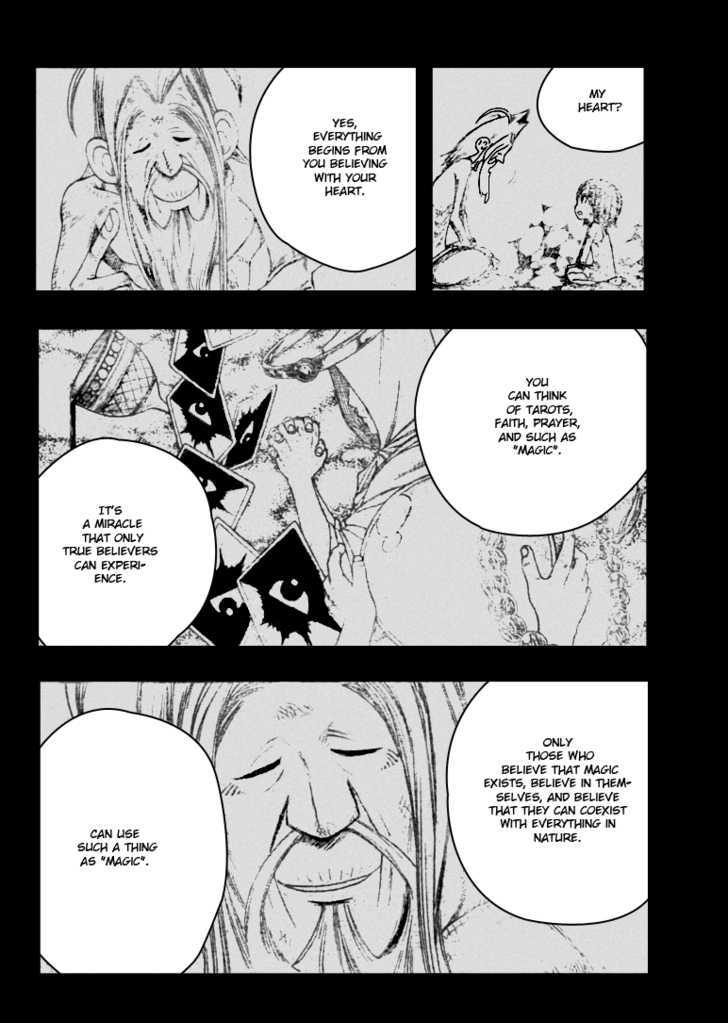 MY
HEART?
YES,
EVERYTHING
BEGINS FROM
YOU BELIEVING
WITH YOUR
HEART.
YOU
CAN THINK
OF TAROTS,
FAITH, PRAYER,
AND SUCH AS
"MAGIC".
IT'S
A MIRACLE
THAT ONLY
TRUE BELIEVERS
CAN EXPERI-
ENCE.
ONLY
THOSE WHO
BELIEVE THAT MAGIC
EXISTS, BELIEVE IN THEM-
SELVES, AND BELIEVE
THAT THEY CAN COEXIST
WITH EVERYTHING IN
NATURE.
CAN USE
SUCH A THING
AS "MAGIC".